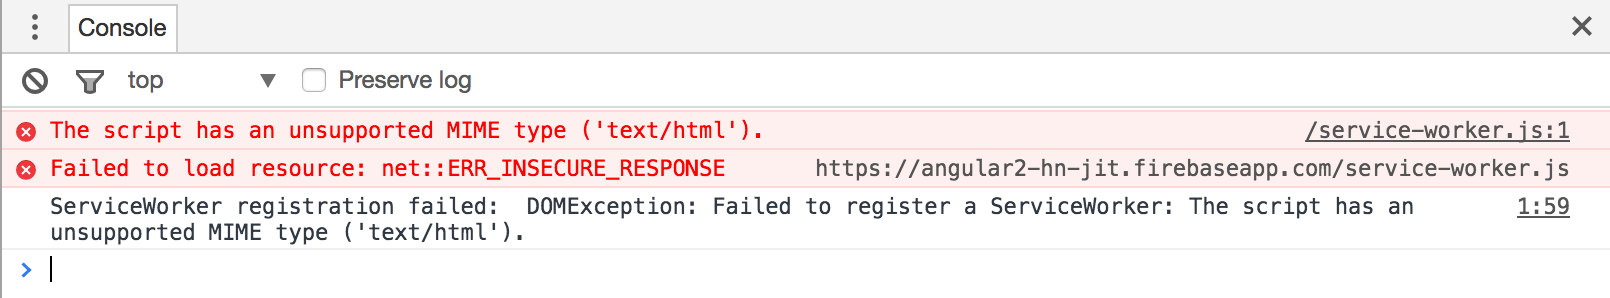 Console
top Preserve log
The script has an unsupported MIME type ('text/html'). /service-worker.js:1
Failed to load resource: net::ERR_INSECURE_RESPONSE https://angular2-hn-jit.firebaseapp.com/service-worker.js
ServiceWorker registration failed:  DOMException: Failed to register a ServiceWorker: The script has an 1:59
unsupported MIME type ('text/html').